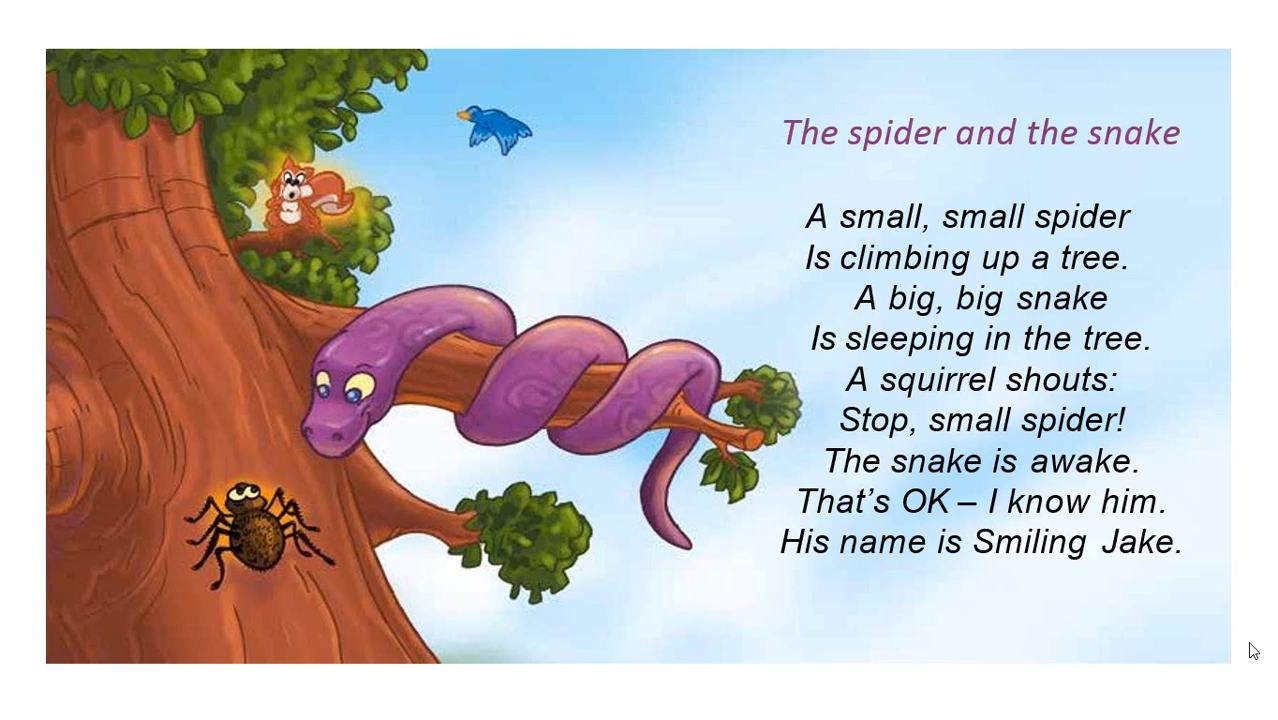 The spider and the snake
A small, small spider
Is climbing up a tree.
A big, big snake
Is sleeping in the tree.
A squirrel shouts:
Stop, small spider!
The snake is awake.
That’s OK – I know him.
His name is Smiling Jake.